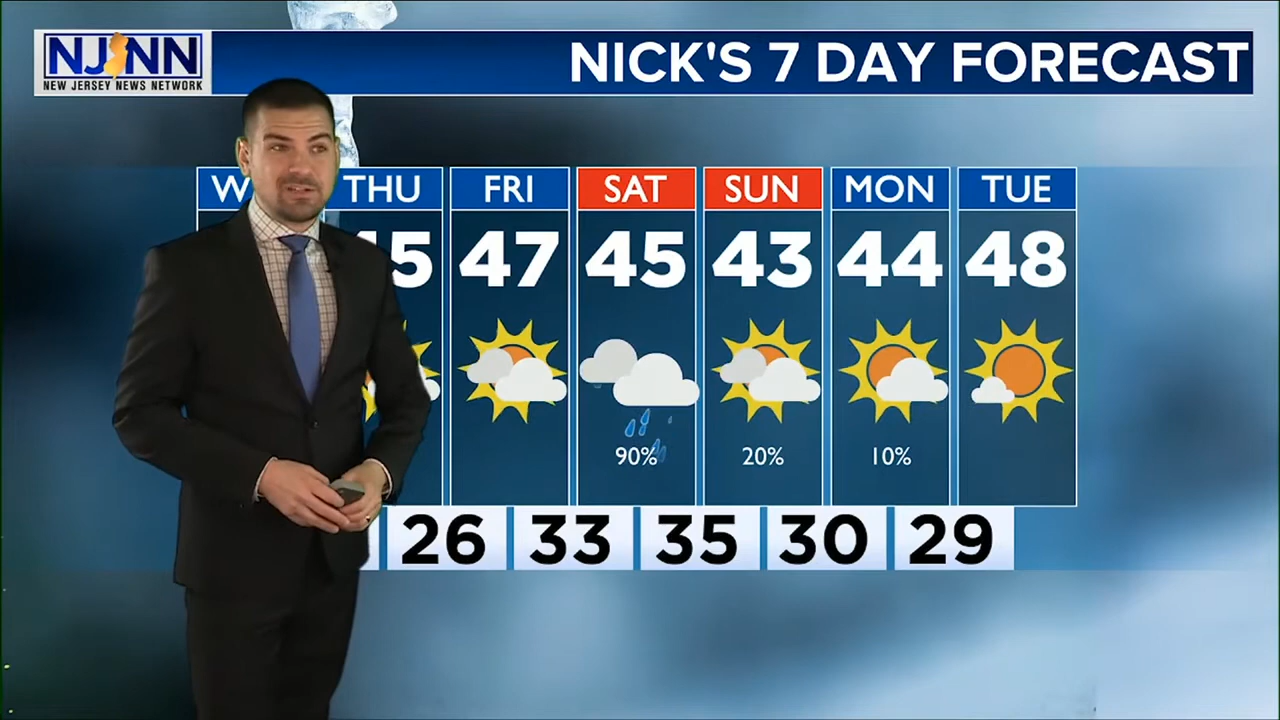 NJNN
NEW JERSEY NEWS NETWORK
NICK'S 7 DAY FORECAST
THU FRI SAT SUN MON TUE
47 45 43 44 48
90% 20% 10%
26 33 35 30 29